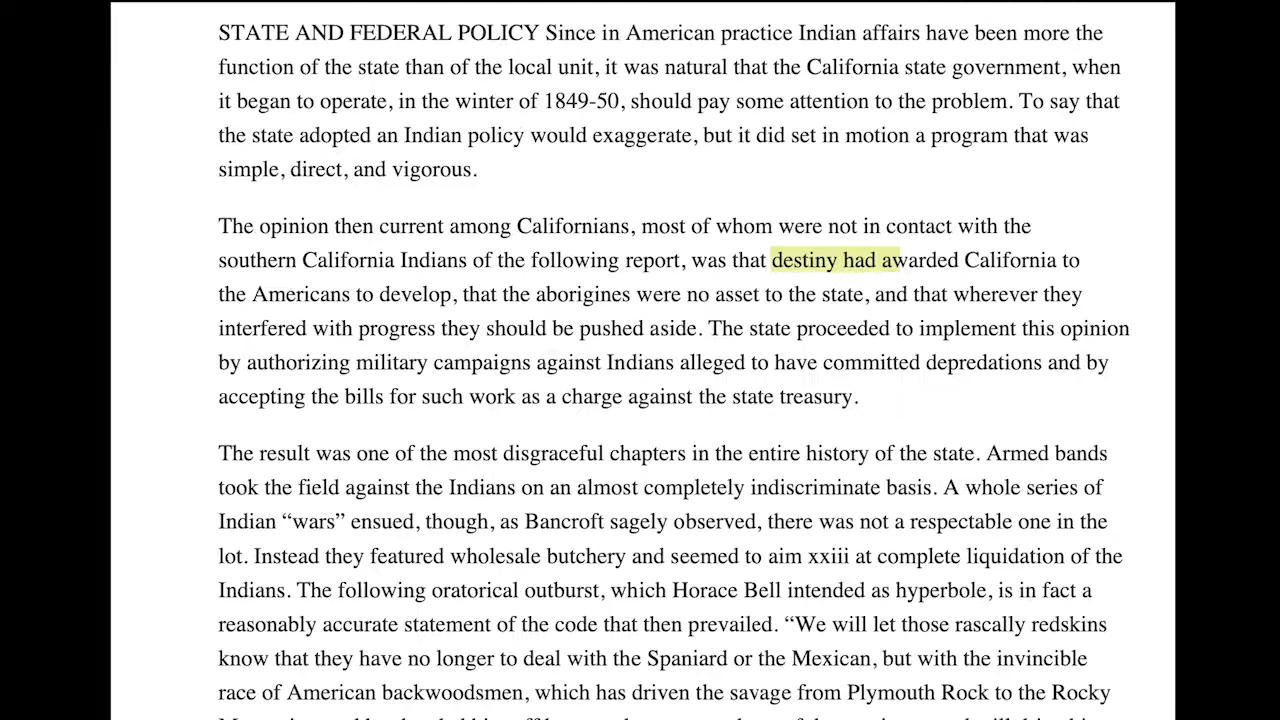 STATE AND FEDERAL POLICY Since in American practice Indian affairs have been more the
function of the state than of the local unit, it was natural that the California state government, when
it began to operate, in the winter of 1849-50, should pay some attention to the problem. To say that
the state adopted an Indian policy would exaggerate, but it did set in motion a program that was
simple, direct, and vigorous.
The opinion then current among Californians, most of whom were not in contact with the
southern California Indians of the following report, was that destiny had awarded California to
the Americans to develop, that the aborigines were no asset to the state, and that wherever they
interfered with progress they should be pushed aside. The state proceeded to implement this opinion
by authorizing military campaigns against Indians alleged to have committed depredations and by
accepting the bills for such work as a charge against the state treasury.
The result was one of the most disgraceful chapters in the entire history of the state. Armed bands
took the field against the Indians on an almost completely indiscriminate basis. A whole series of
Indian “wars” ensued, though, as Bancroft sagely observed, there was not a respectable one in the
lot. Instead they featured wholesale butchery and seemed to aim xxiii at complete liquidation of the
Indians. The following oratorical outburst, which Horace Bell intended as hyperbole, is in fact a
reasonably accurate statement of the code that then prevailed. “We will let those rascally redskins
know that they have no longer to deal with the Spaniard or the Mexican, but with the invincible
race of American backwoodsmen, which has driven the savage from Plymouth Rock to the Rocky